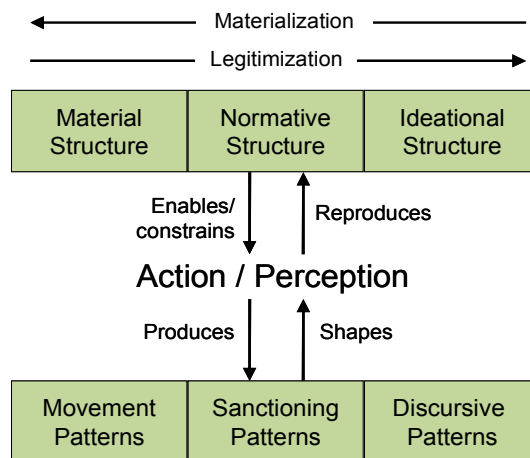 Materialization
Legitimization
Material Structure
Normative Structure
Ideational Structure
Enables/
constrains
Reproduces
Action / Perception
Produces
Shapes
Movement Patterns
Sanctioning Patterns
Discursive Patterns